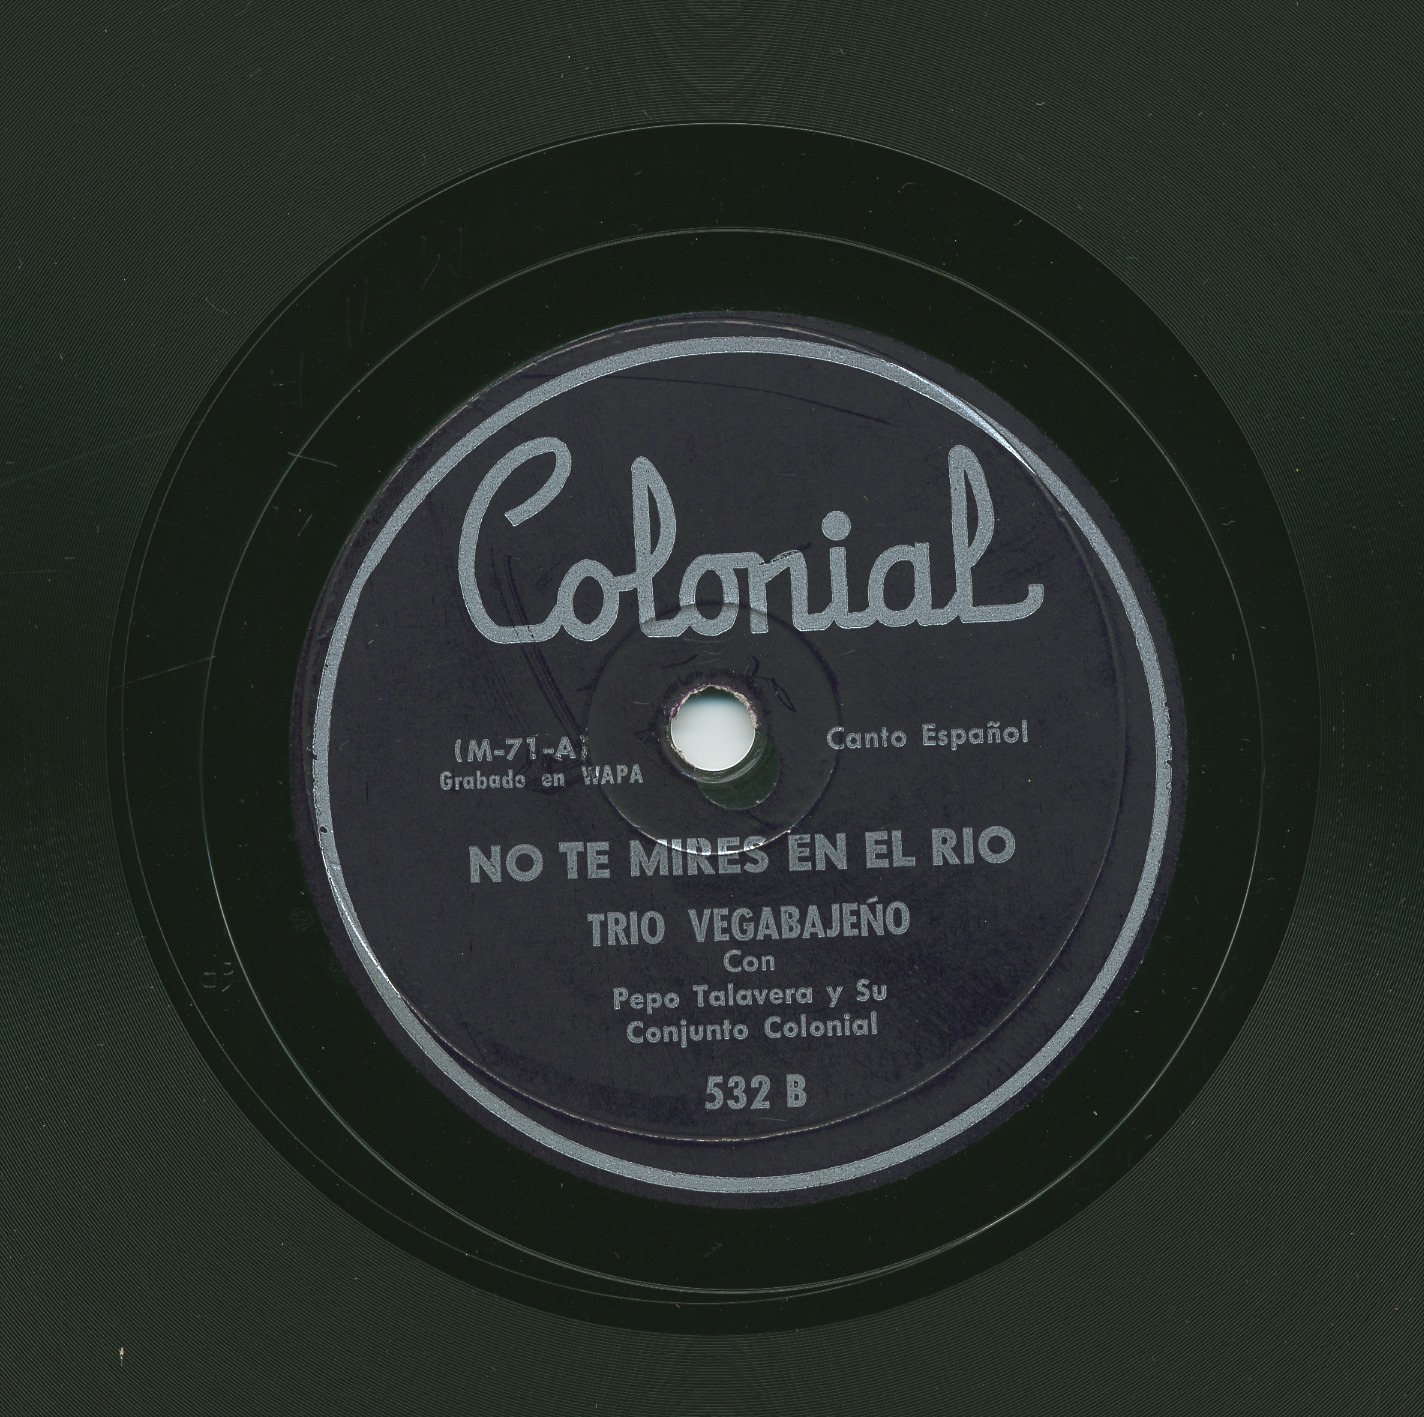 Colonial
(M-71-A)
Canto Español
Grabado en WAPA
NO TE MIRES EN EL RIO
TRIO VEGABAJEÑO
Con
Pepo Talavera y Su
Conjunto Colonial
532 B